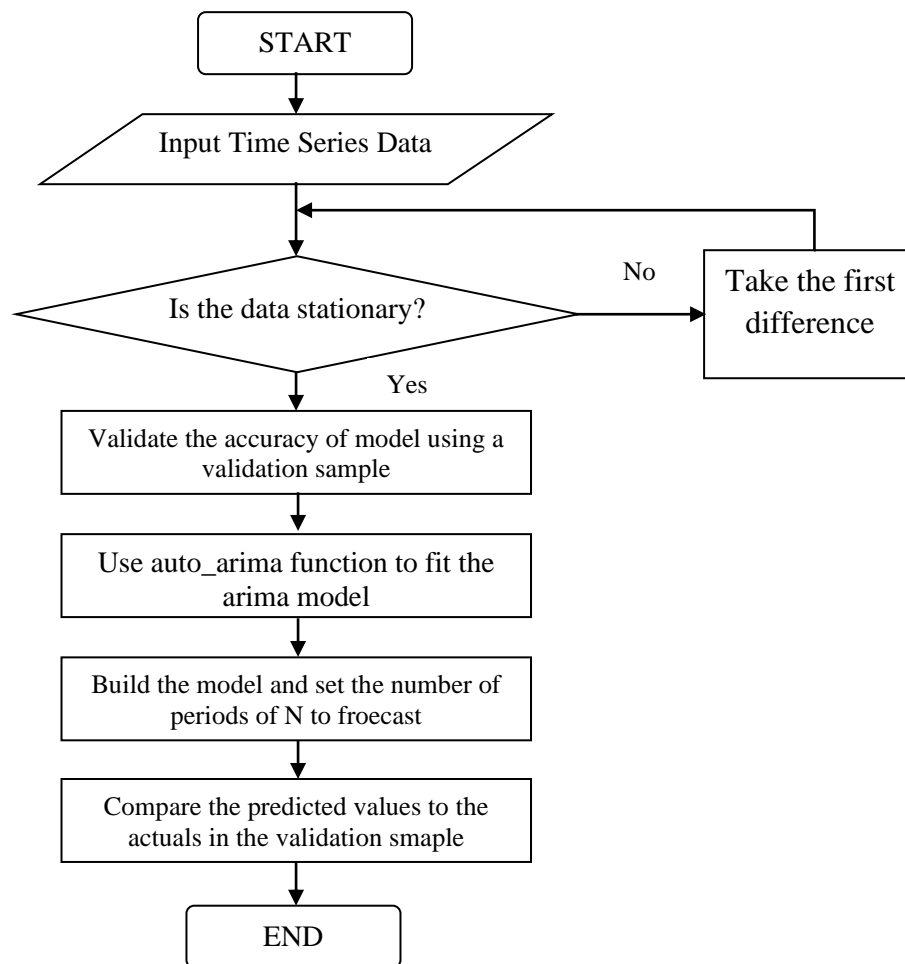 START
Input Time Series Data
Is the data stationary?
No
Take the first
difference
Yes
Validate the accuracy of model using a
validation sample
Use auto_arima function to fit the
arima model
Build the model and set the number of
periods of N to froecast
Compare the predicted values to the
actuals in the validation smaple
END